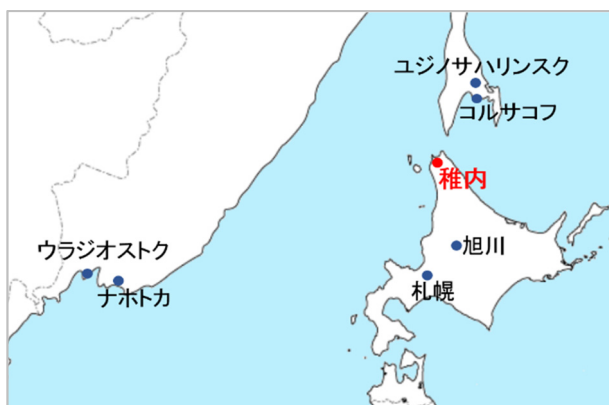 ユジノサハリンスク
コルサコフ
稚内
ウラジオストク
旭川
ナホトカ
札幌